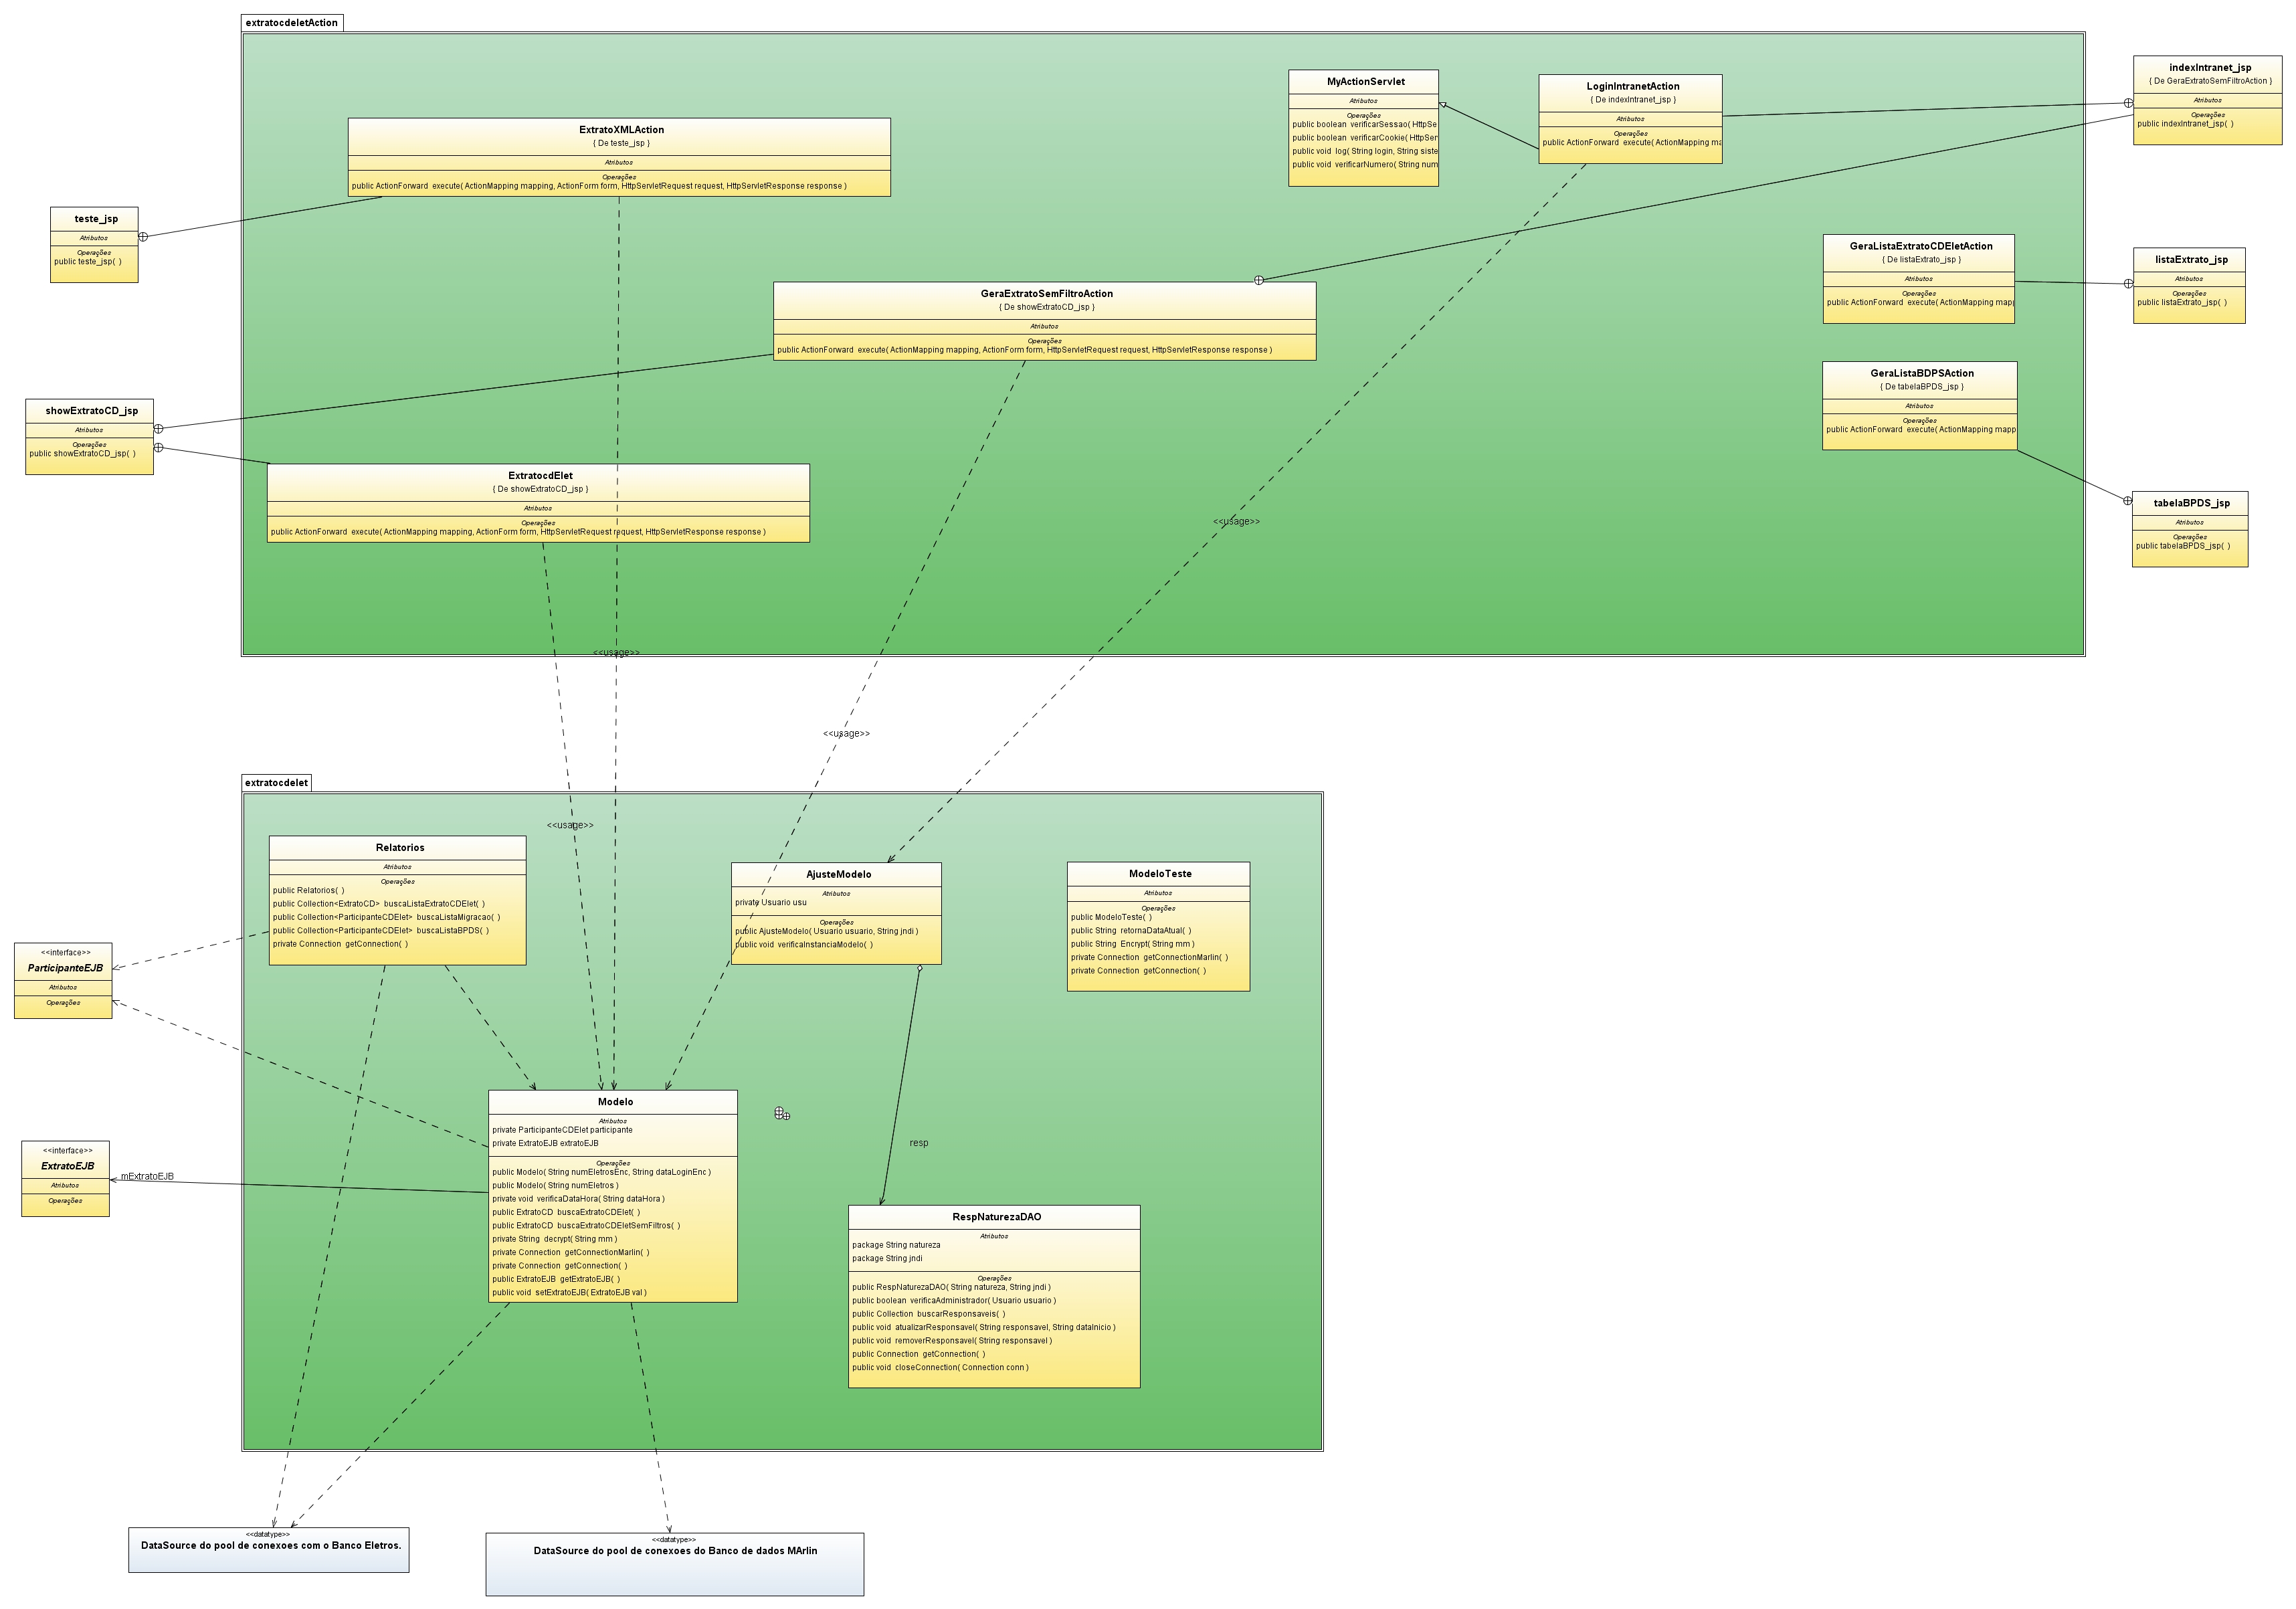 extratocdeletAction
MyActionServlet
Atributos
Operações
public boolean verificarSessao( HttpSe
public boolean verificarCookie( HttpSer
public void log( String login, String siste
public void verificarNumero( String num
LoginIntranetAction
{ De indexIntranet_jsp }
Atributos
Operações
public ActionForward execute( ActionMapping ma
indexIntranet_jsp
{ De GeraExtratoSemFiltroAction }
Atributos
Operações
public indexIntranet_jsp( )
ExtratoXMLAction
{ De teste_jsp }
Atributos
Operações
public ActionForward execute( ActionMapping mapping, ActionForm form, HttpServletRequest request, HttpServletResponse response )
teste_jsp
Atributos
Operações
public teste_jsp( )
GeraListaExtratoCDEletAction
{ De listaExtrato_jsp }
Atributos
Operações
public ActionForward execute( ActionMapping mapp
listaExtrato_jsp
Atributos
Operações
public listaExtrato_jsp( )
GeraExtratoSemFiltroAction
{ De showExtratoCD_jsp }
Atributos
Operações
public ActionForward execute( ActionMapping mapping, ActionForm form, HttpServletRequest request, HttpServletResponse response )
GeraListaBDPSAction
{ De tabelaBPDS_jsp }
Atributos
Operações
public ActionForward execute( ActionMapping mapp
showExtratoCD_jsp
Atributos
Operações
public showExtratoCD_jsp( )
ExtratocdElet
{ De showExtratoCD_jsp }
Atributos
Operações
public ActionForward execute( ActionMapping mapping, ActionForm form, HttpServletRequest request, HttpServletResponse response )
tabelaBPDS_jsp
Atributos
Operações
public tabelaBPDS_jsp( )
<<usage>>
<<usage>>
<<usage>>
<<usage>>
extratocdelet
Relatorios
Atributos
Operações
public Relatorios( )
public Collection<ExtratoCD> buscaListaExtratoCDElet( )
public Collection<ParticipanteCDElet> buscaListaMigracao( )
public Collection<ParticipanteCDElet> buscaListaBPDS( )
private Connection getConnection( )
AjusteModelo
Atributos
private Usuario usu
Operações
public AjusteModelo( Usuario usuario, String jndi )
public void verificaInstanciaModelo( )
ModeloTeste
Atributos
Operações
public ModeloTeste( )
public String retornaDataAtual( )
public String Encrypt( String mm )
private Connection getConnectionMarlin( )
private Connection getConnection( )
<<interface>>
ParticipanteEJB
Atributos
Operações
Modelo
Atributos
private ParticipanteCDElet participante
private ExtratoEJB extratoEJB
Operações
public Modelo( String numEletrosEnc, String dataLoginEnc )
public Modelo( String numEletros )
private void verificaDataHora( String dataHora )
public ExtratoCD buscaExtratoCDElet( )
public ExtratoCD buscaExtratoCDEletSemFiltros( )
private String decrypt( String mm )
private Connection getConnectionMarlin( )
private Connection getConnection( )
public ExtratoEJB getExtratoEJB( )
public void setExtratoEJB( ExtratoEJB val )
resp
<<interface>>
ExtratoEJB
Atributos
Operações
mExtratoEJB
RespNaturezaDAO
Atributos
package String natureza
package String jndi
Operações
public RespNaturezaDAO( String natureza, String jndi )
public boolean verificaAdministrador( Usuario usuario )
public Collection buscarResponsaveis( )
public void atualizarResponsavel( String responsavel, String dataInicio )
public void removerResponsavel( String responsavel )
public Connection getConnection( )
public void closeConnection( Connection conn )
<<datatype>>
DataSource do pool de conexoes com o Banco Eletros.
<<datatype>>
DataSource do pool de conexoes do Banco de dados MArlin